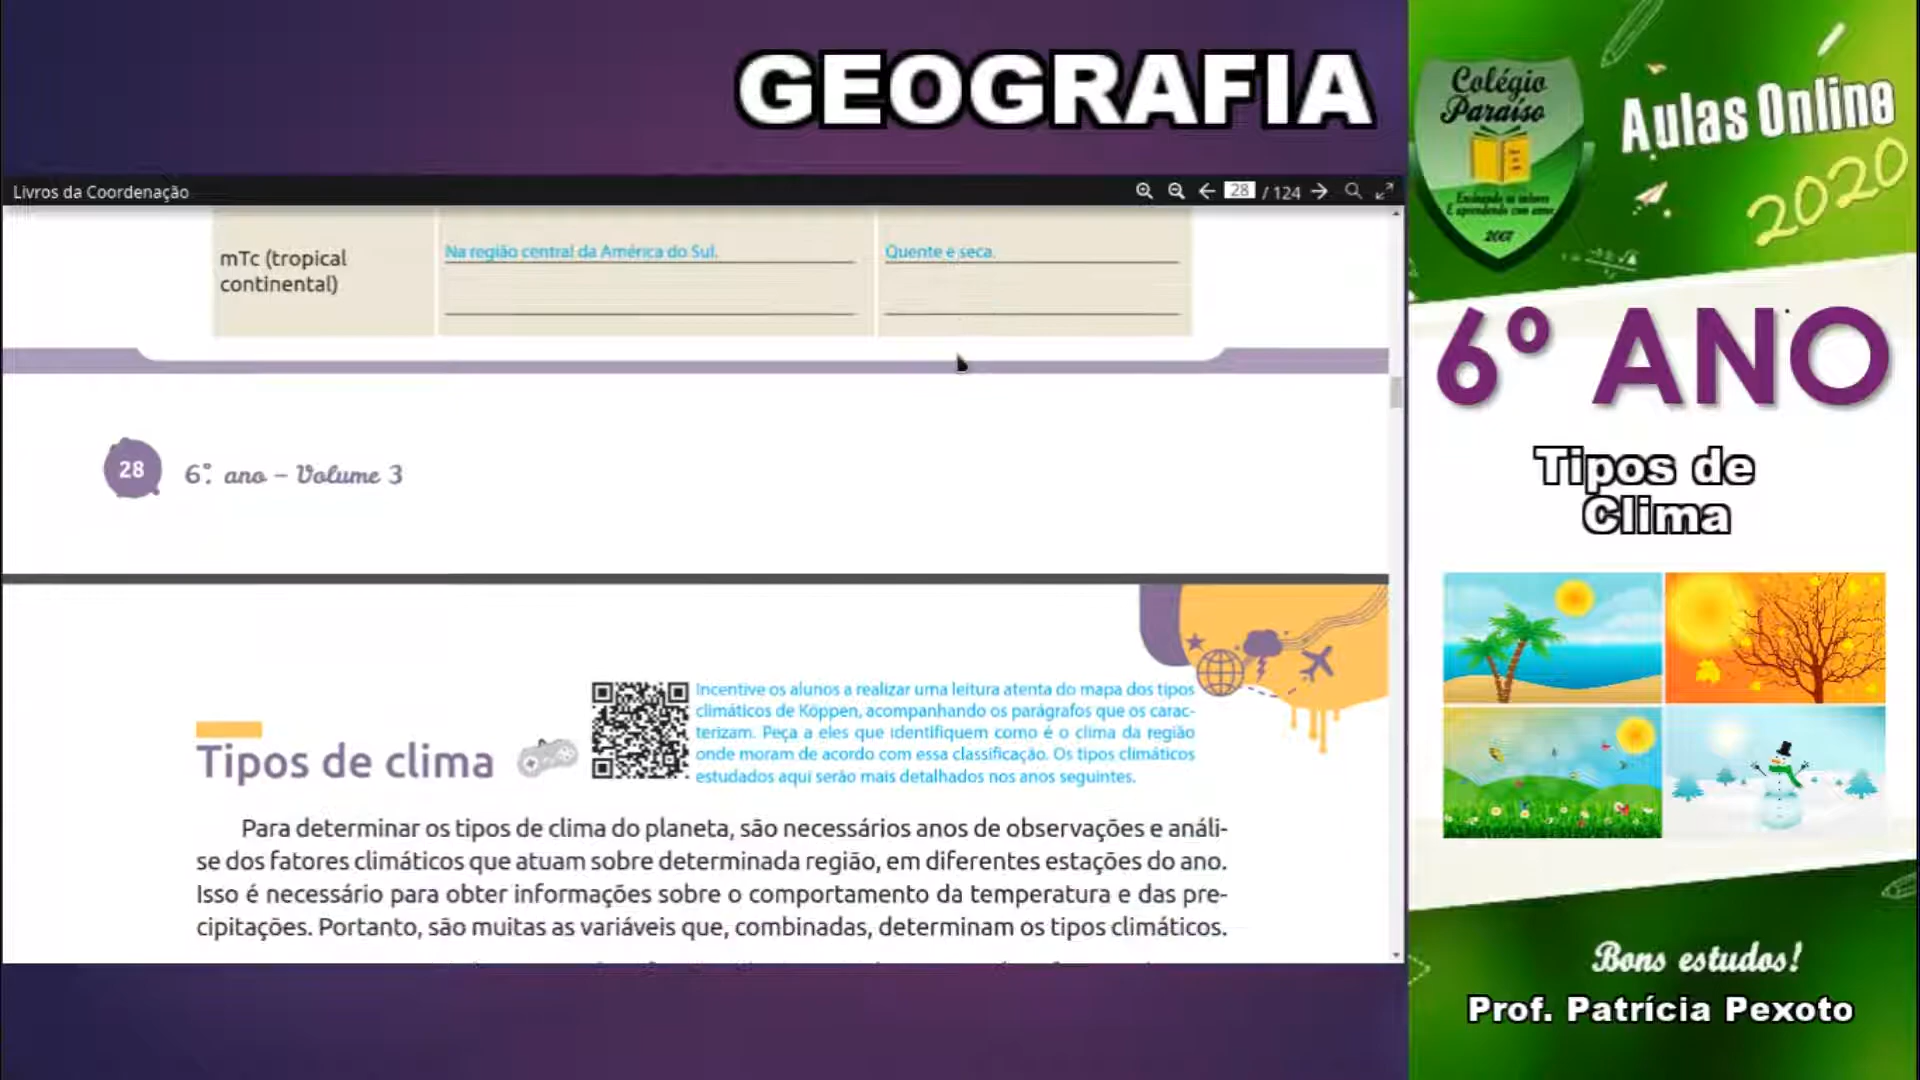 GEOGRAFIA
Livros da Coordenação
28 / 124
mTc (tropical
continental)
Na região central da América do Sul.
Quente e seca.
28
6º. ano – Volume 3
Tipos de clima
Incentive os alunos a realizar uma leitura atenta do mapa dos tipos
climáticos de Köppen, acompanhando os parágrafos que os carac-
terizam. Peça a eles que identifiquem como é o clima da região
onde moram de acordo com essa classificação. Os tipos climáticos
estudados aqui serão mais detalhados nos anos seguintes.
Para determinar os tipos de clima do planeta, são necessários anos de observações e análi-
se dos fatores climáticos que atuam sobre determinada região, em diferentes estações do ano.
Isso é necessário para obter informações sobre o comportamento da temperatura e das pre-
cipitações. Portanto, são muitas as variáveis que, combinadas, determinam os tipos climáticos.
Colégio
Paraíso
2007
Aulas Online
2020
6º ANO
Tipos de
Clima
Bons estudos!
Prof. Patrícia Pexoto